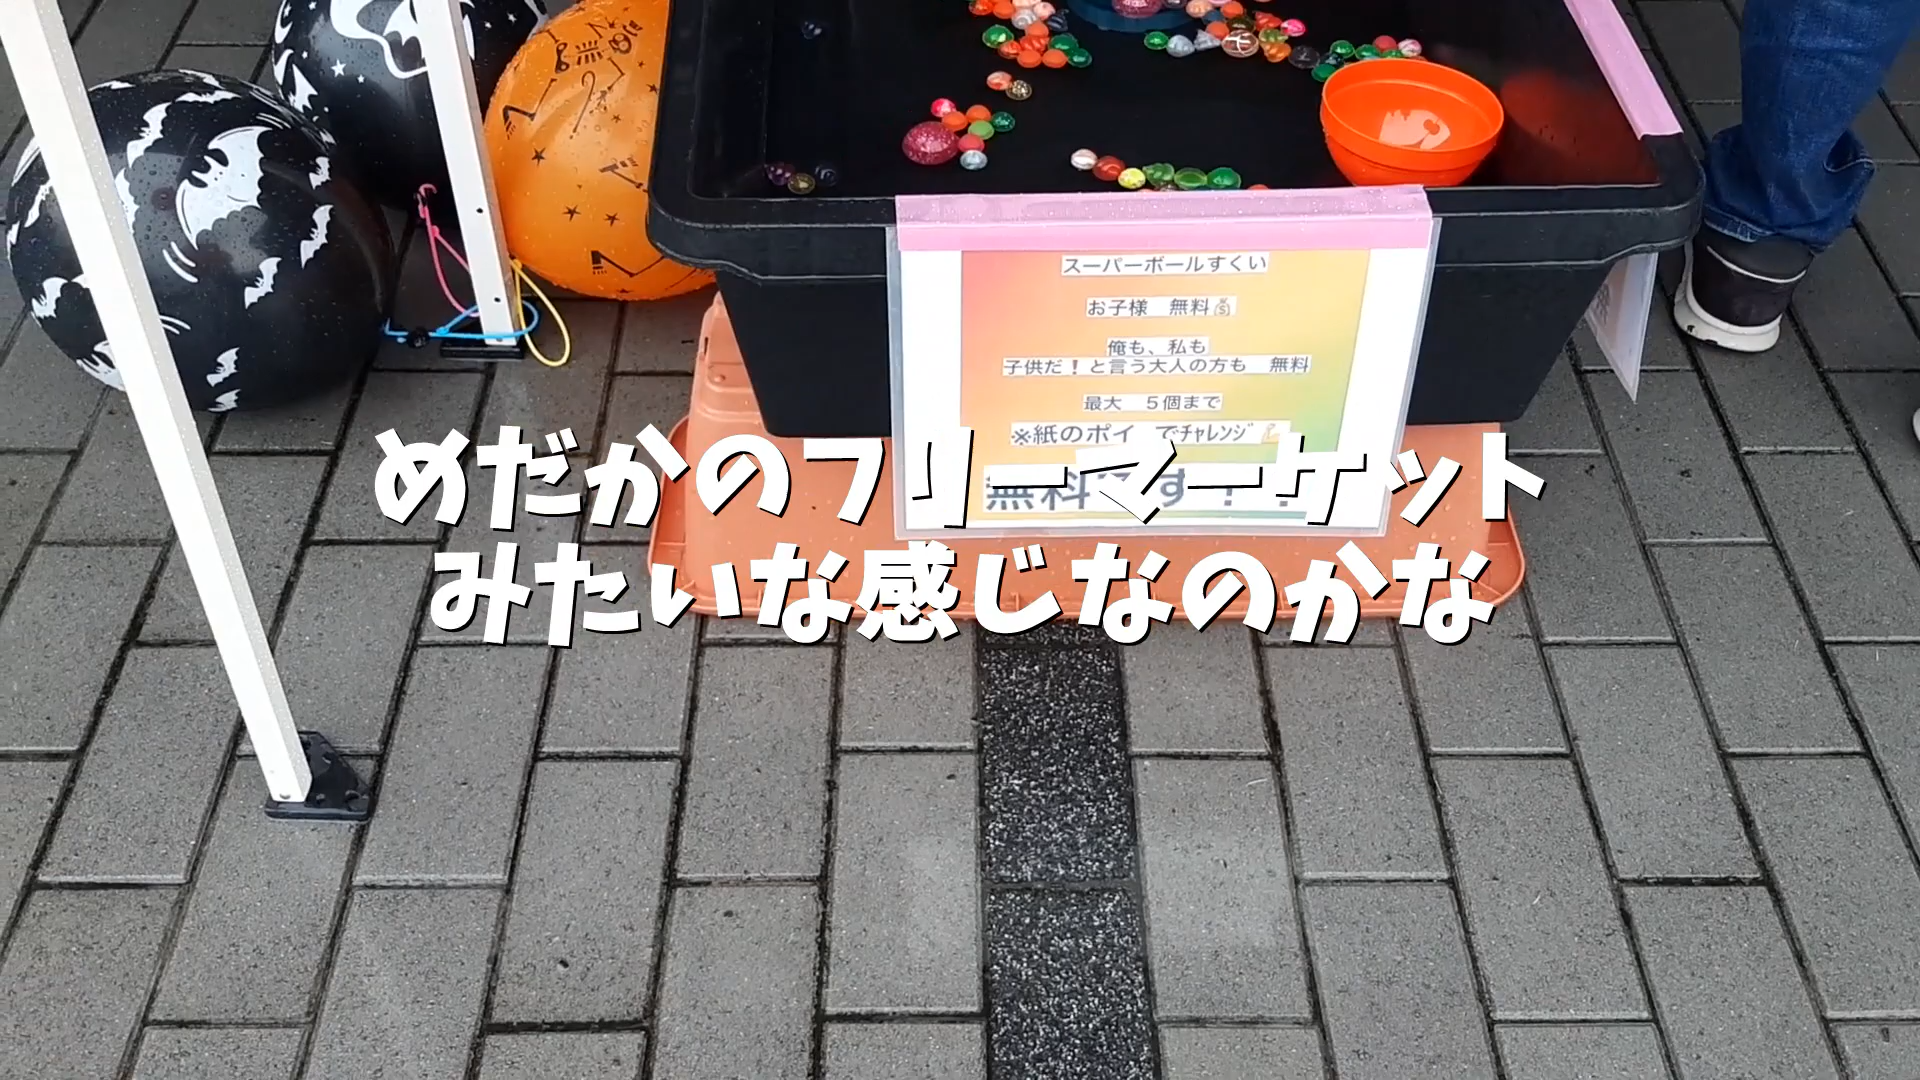 スーパーボールすくい
お子様　無料💰
俺も、私も
子供だ！と言う大人の方も　無料
最大　５個まで
※紙のポイ　でﾁｬﾚﾝｼﾞ💪
めだかのフリーマーケット
みたいな感じなのかな